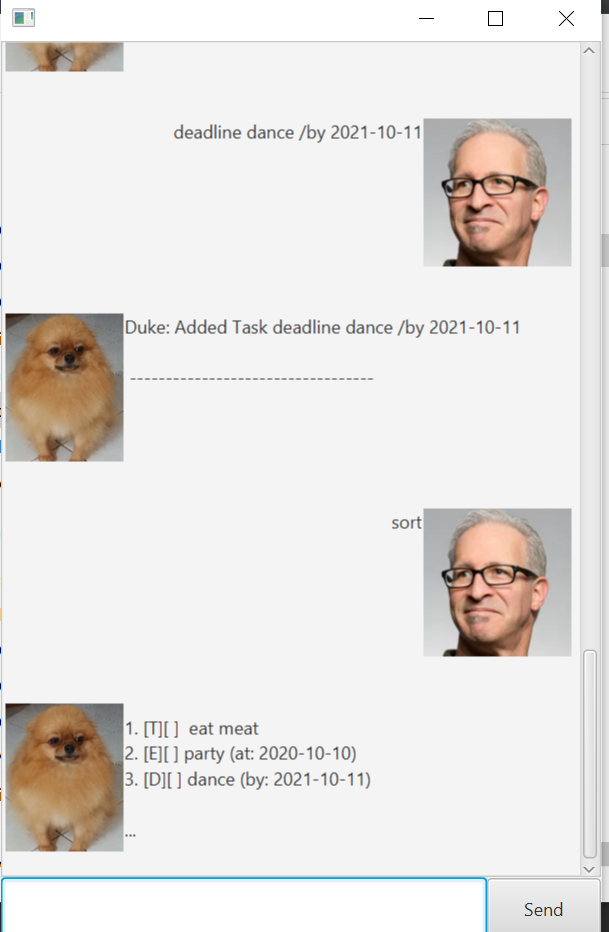 deadline dance /by 2021-10-11
Duke: Added Task deadline dance /by 2021-10-11
----------------------------------
sort
1. [T][ ]  eat meat
2. [E][ ] party (at: 2020-10-10)
3. [D][ ] dance (by: 2021-10-11)
...
Send